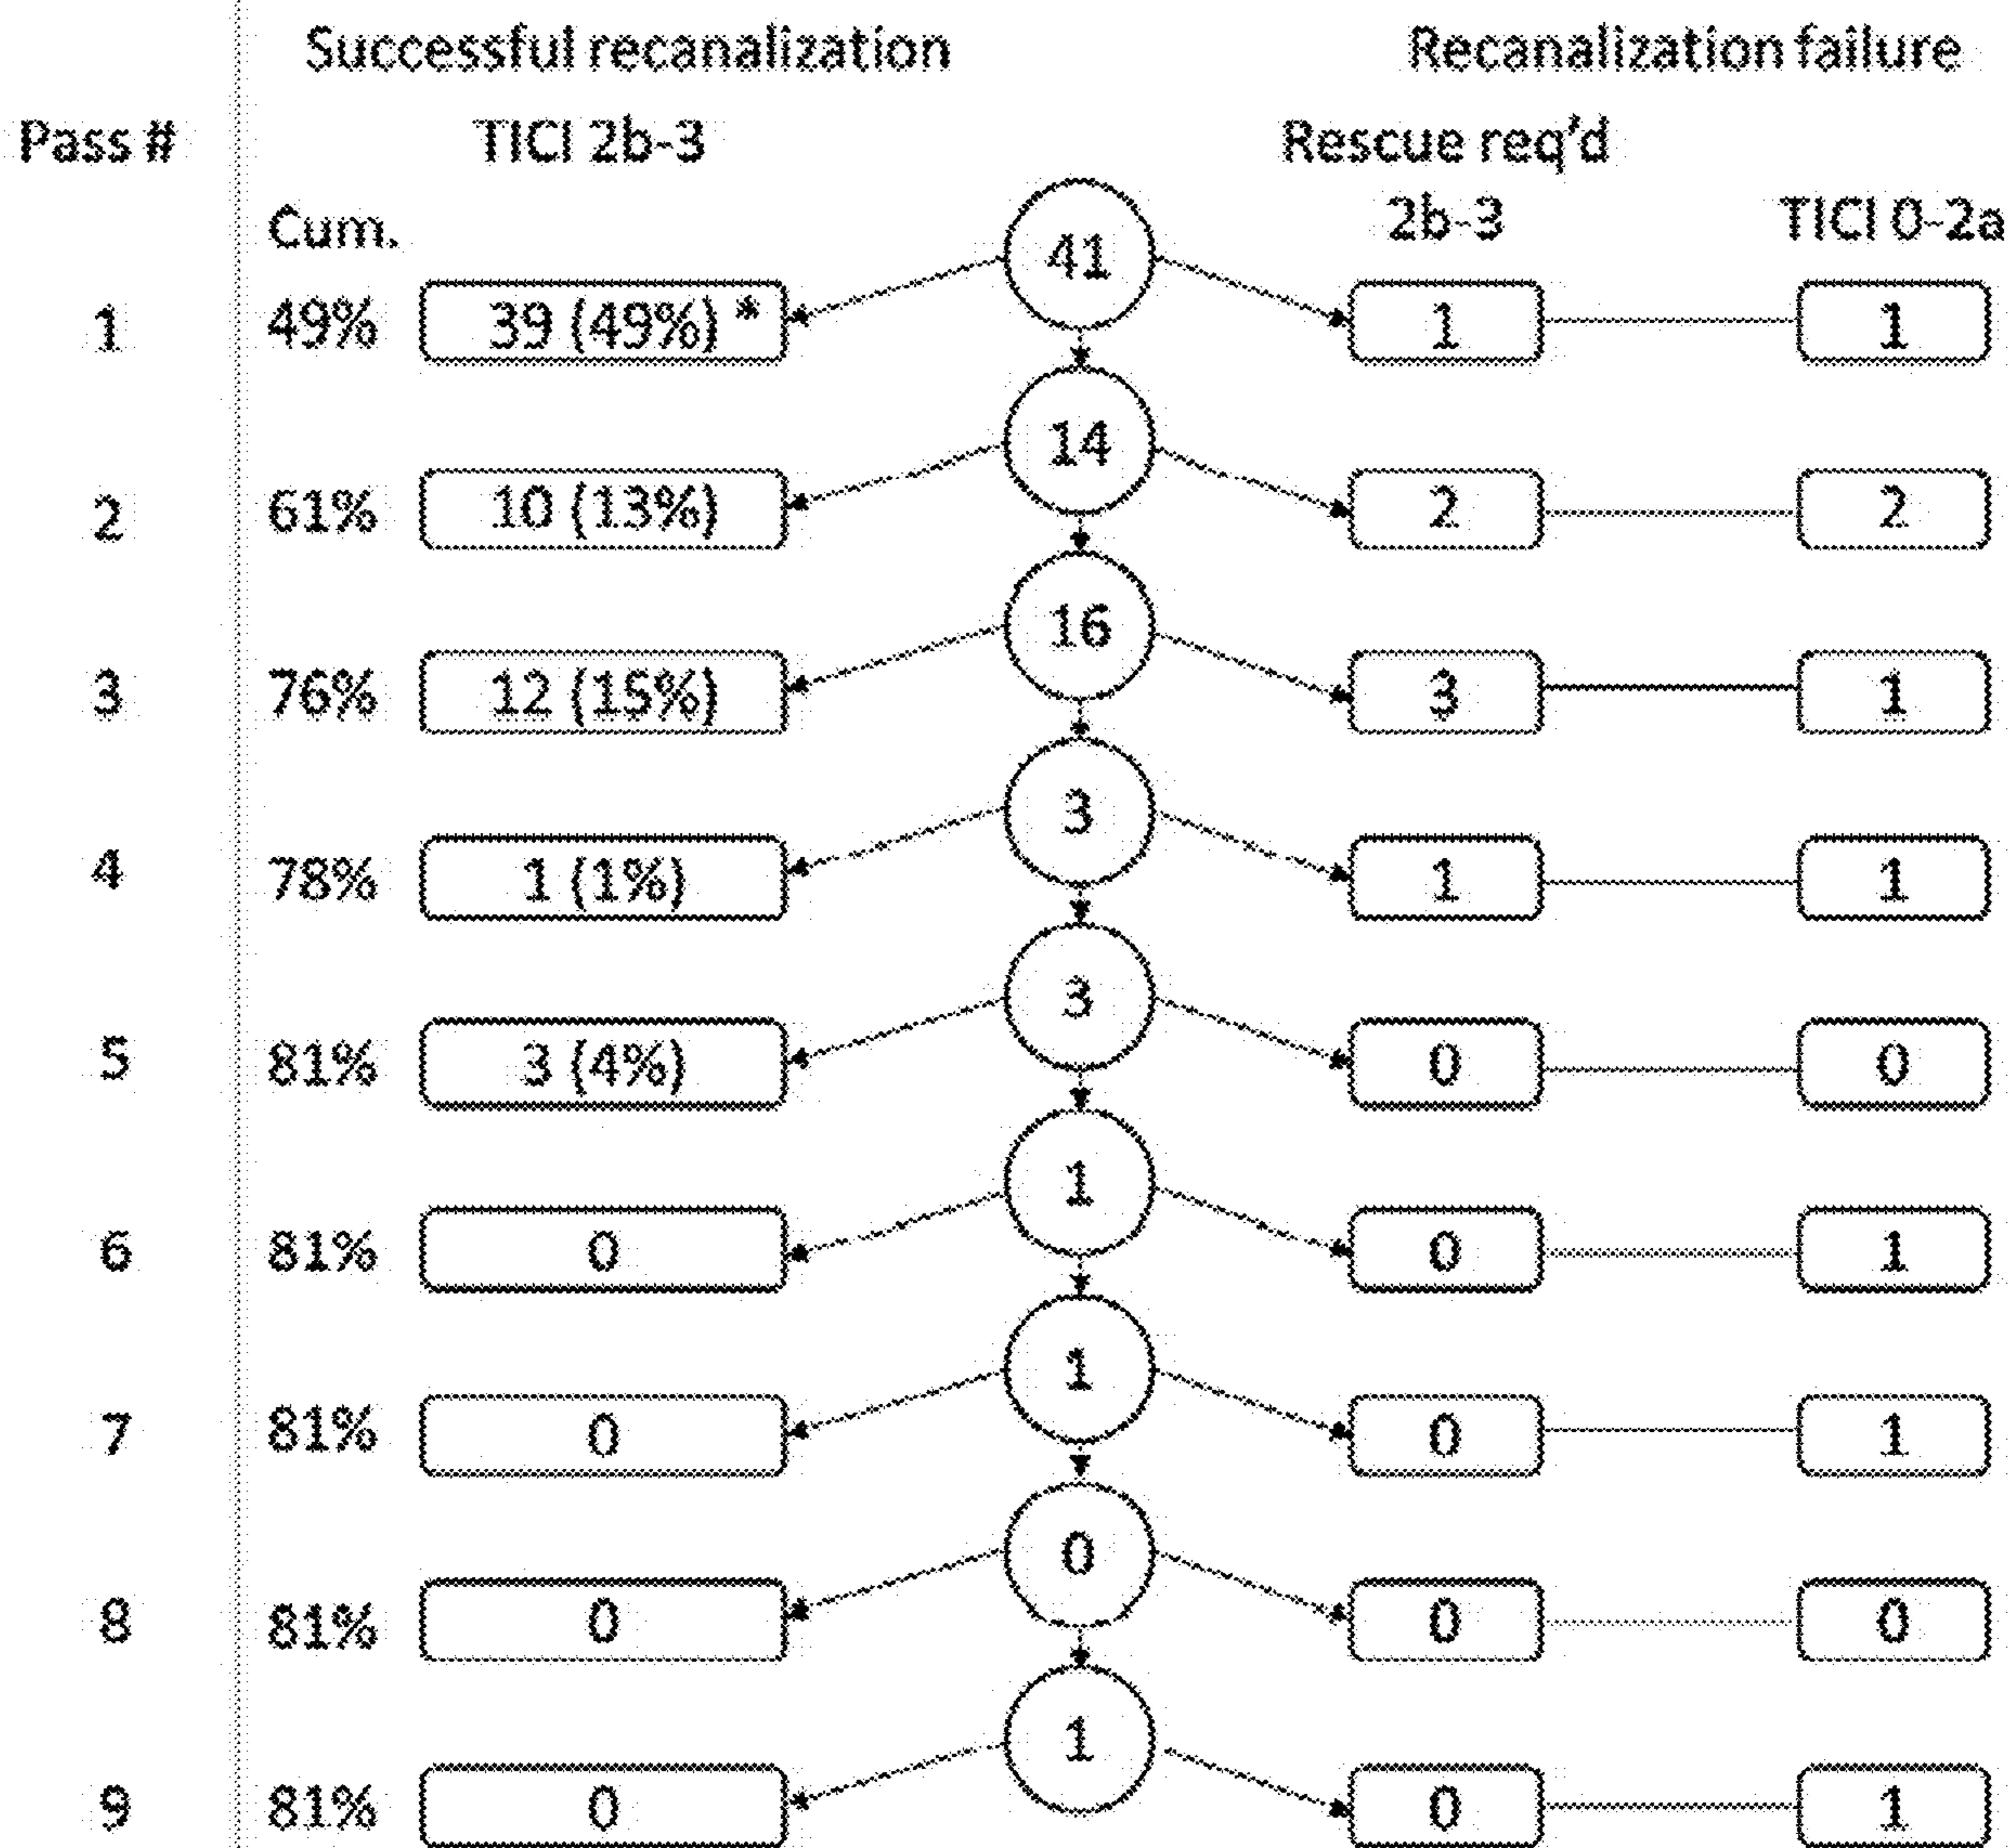 Successful recanalization Recanalization failure
Pass # TICI 2b-3 Rescue req'd
Cum. 2b-3 TICI 0-2a
41
1 49% 39 (49%) * 1 1
14
2 61% 10 (13%) 2 2
16
3 76% 12 (15%) 3 1
3
4 78% 1 (1%) 1 1
3
5 81% 3 (4%) 0 0
1
6 81% 0 0 1
1
7 81% 0 0 1
0
8 81% 0 0 0
1
9 81% 0 0 1